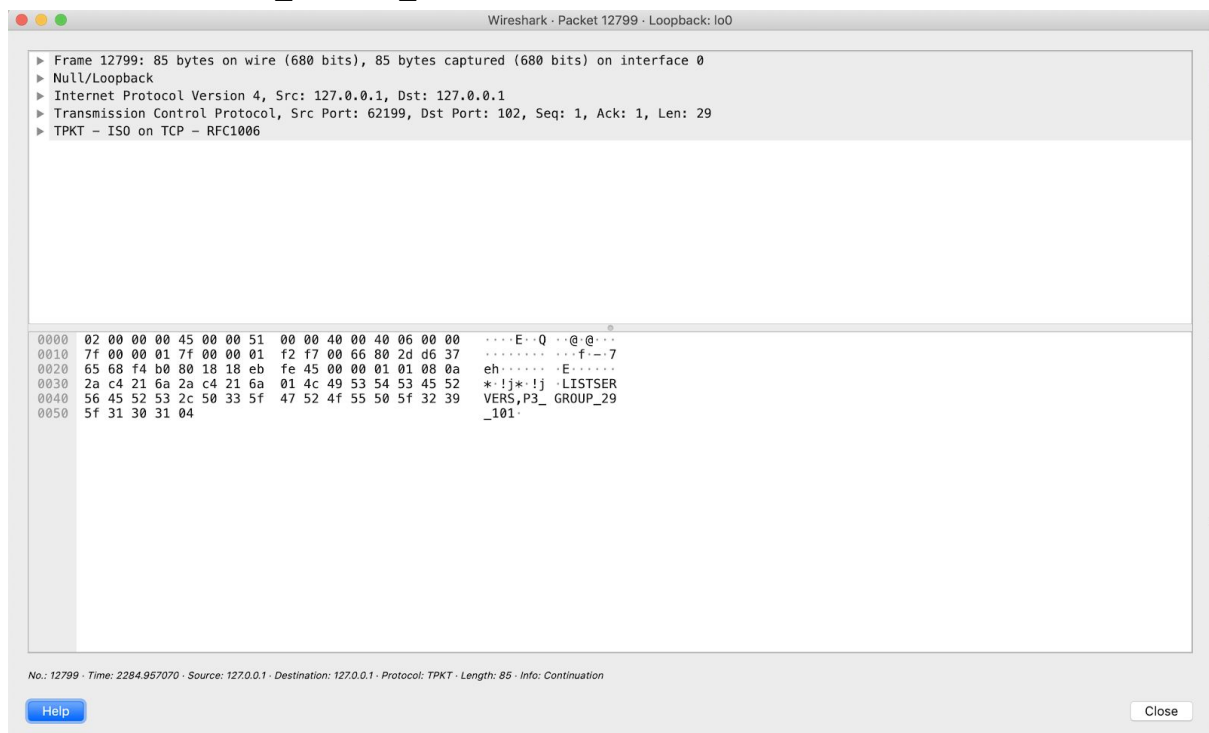 Wireshark · Packet 12799 · Loopback: lo0
Frame 12799: 85 bytes on wire (680 bits), 85 bytes captured (680 bits) on interface 0
Null/Loopback
Internet Protocol Version 4, Src: 127.0.0.1, Dst: 127.0.0.1
Transmission Control Protocol, Src Port: 62199, Dst Port: 102, Seq: 1, Ack: 1, Len: 29
TPKT – ISO on TCP – RFC1006
0000 02 00 00 00 45 00 00 51 00 00 40 00 40 06 00 00 ····E··Q ··@·@···
0010 7f 00 00 01 7f 00 00 01 f2 f7 00 66 80 2d d6 37 ········ ···f·-·7
0020 65 68 f4 b0 80 18 18 eb fe 45 00 00 01 01 08 0a eh······ ·E······
0030 2a c4 21 6a 2a c4 21 6a 01 4c 49 53 54 53 45 52 *·!j*·!j ·LISTSER
0040 56 45 52 53 2c 50 33 5f 47 52 4f 55 50 5f 32 39 VERS,P3_ GROUP_29
0050 5f 31 30 31 04 _101·
No.: 12799 · Time: 2284.957070 · Source: 127.0.0.1 · Destination: 127.0.0.1 · Protocol: TPKT · Length: 85 · Info: Continuation
Help
Close